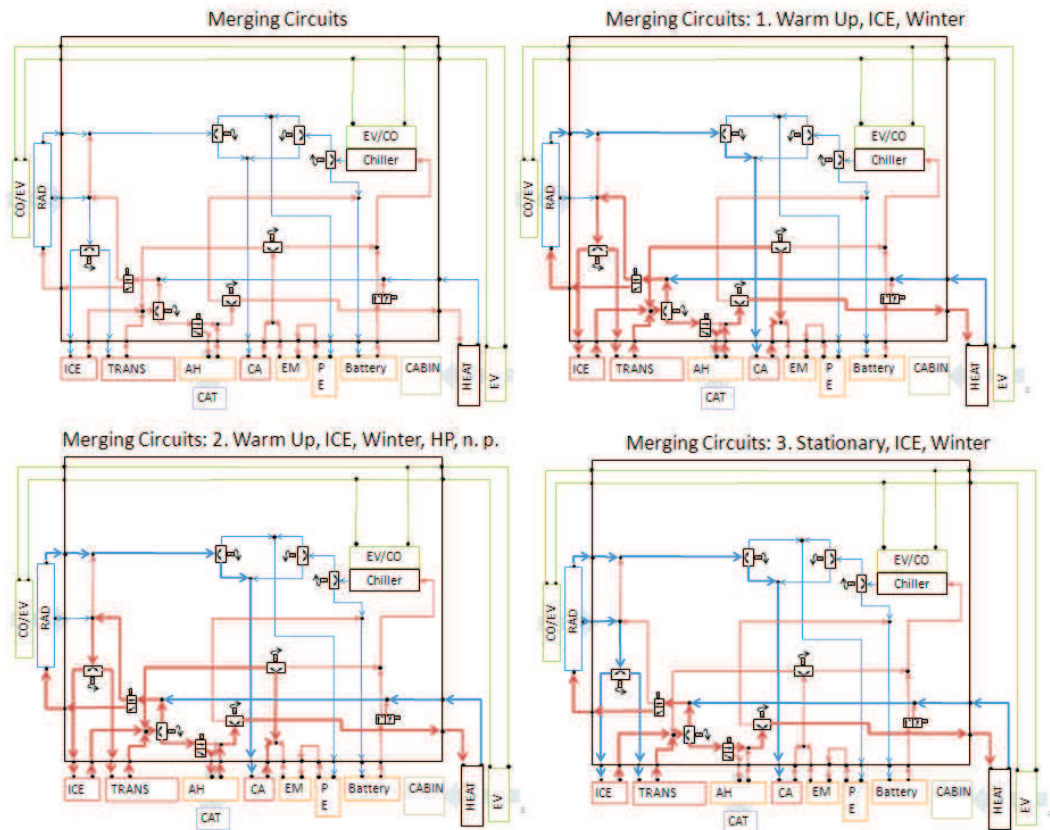 Merging Circuits
EV/CO
Chiller
CO/EV
RAD
ICE
TRANS
AH
CA
EM
P
E
Battery
CABIN
HEAT
EV
CAT
Merging Circuits: 1. Warm Up, ICE, Winter
EV/CO
Chiller
CO/EV
RAD
ICE
TRANS
AH
CA
EM
P
E
Battery
CABIN
HEAT
EV
CAT
Merging Circuits: 2. Warm Up, ICE, Winter, HP, n. p.
EV/CO
Chiller
CO/EV
RAD
ICE
TRANS
AH
CA
EM
P
E
Battery
CABIN
HEAT
EV
CAT
Merging Circuits: 3. Stationary, ICE, Winter
EV/CO
Chiller
CO/EV
RAD
ICE
TRANS
AH
CA
EM
P
E
Battery
CABIN
HEAT
EV
CAT